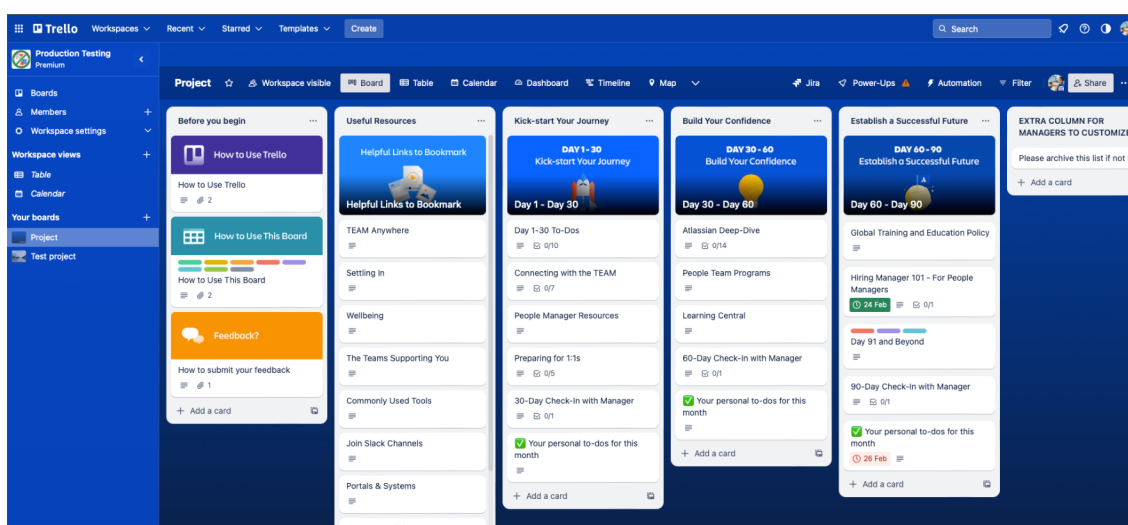 Trello
Workspaces
Recent
Starred
Templates
Create
Search
Production Testing
Premium
Boards
Members
Workspace settings
Workspace views
Table
Calendar
Your boards
Project
Test project
Project
Workspace visible
Board
Table
Calendar
Dashboard
Timeline
Map
Jira
Power-Ups
Automation
Filter
Share
Before you begin
How to Use Trello
How to Use Trello
2
How to Use This Board
How to Use This Board
2
Feedback?
How to submit your feedback
1
Add a card
Useful Resources
Helpful Links to Bookmark
Helpful Links to Bookmark
TEAM Anywhere
Settling In
Wellbeing
The Teams Supporting You
Commonly Used Tools
Join Slack Channels
Portals & Systems
Kick-start Your Journey
DAY 1 - 30
Kick-start Your Journey
Day 1 - Day 30
Day 1-30 To-Dos
0/10
Connecting with the TEAM
0/7
People Manager Resources
Preparing for 1:1s
0/5
30-Day Check-In with Manager
0/1
Your personal to-dos for this
month
Add a card
Build Your Confidence
DAY 30 - 60
Build Your Confidence
Day 30 - Day 60
Atlassian Deep-Dive
0/14
People Team Programs
Learning Central
60-Day Check-In with Manager
0/1
Your personal to-dos for this
month
Add a card
Establish a Successful Future
DAY 60 - 90
Establish a Successful Future
Day 60 - Day 90
Global Training and Education Policy
Hiring Manager 101 - For People
Managers
24 Feb
0/1
Day 91 and Beyond
90-Day Check-In with Manager
0/1
Your personal to-dos for this
month
26 Feb
Add a card
EXTRA COLUMN FOR
MANAGERS TO CUSTOMIZE
Please archive this list if not
Add a card